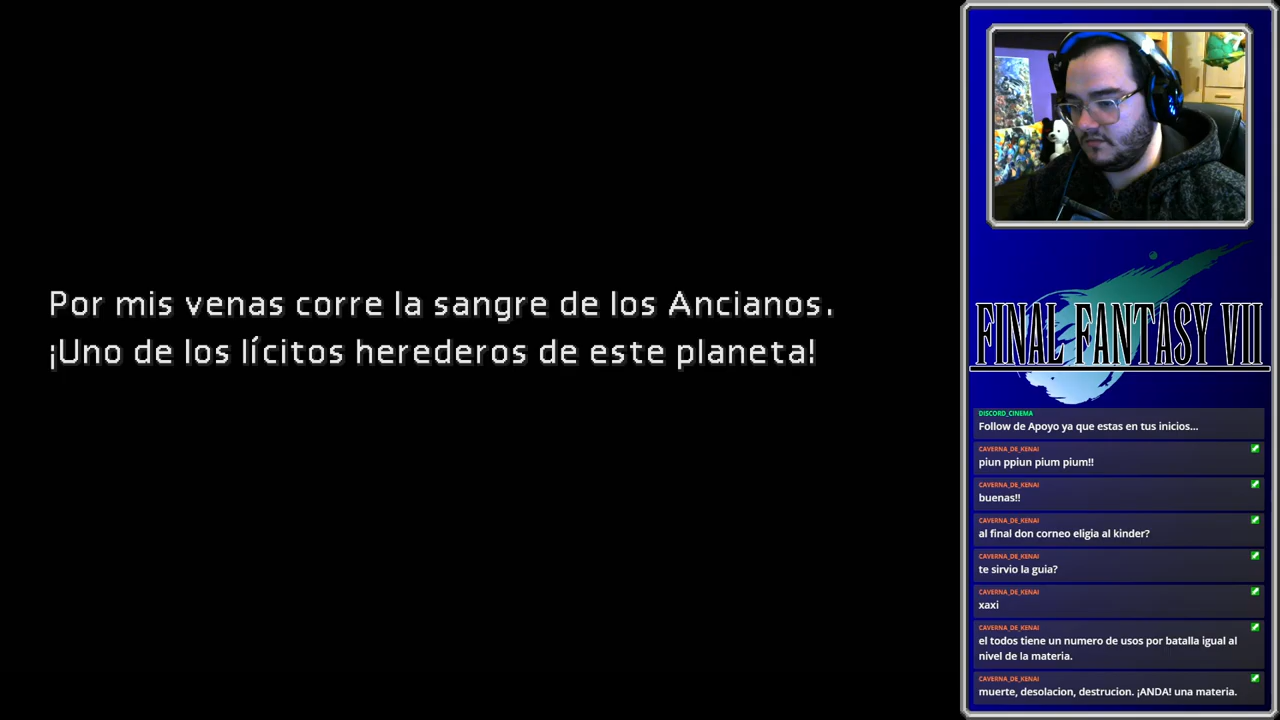 Por mis venas corre la sangre de los Ancianos.
¡Uno de los lícitos herederos de este planeta!
FINAL FANTASY VII
DISCORD_CINEMA
Follow de Apoyo ya que estas en tus inicios...
CAVERNA_DE_KENAI
piun ppiun pium pium!!
CAVERNA_DE_KENAI
buenas!!
CAVERNA_DE_KENAI
al final don corneo eligia al kinder?
CAVERNA_DE_KENAI
te sirvio la guia?
CAVERNA_DE_KENAI
xaxi
CAVERNA_DE_KENAI
el todos tiene un numero de usos por batalla igual al
nivel de la materia.
CAVERNA_DE_KENAI
muerte, desolacion, destrucion. ¡ANDA! una materia.